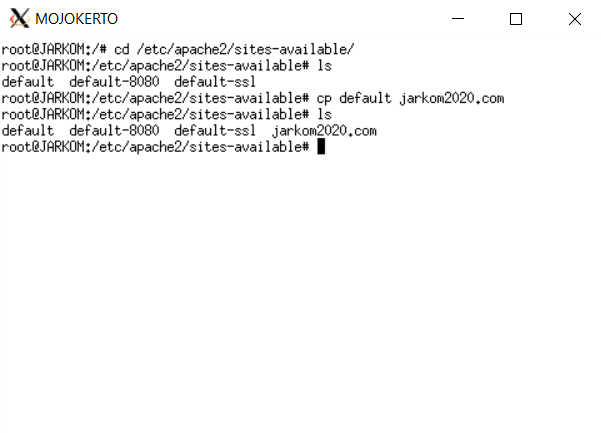 MOJOKERTO
root@JARKOM:/# cd /etc/apache2/sites-available/
root@JARKOM:/etc/apache2/sites-available# ls
default  default-8080  default-ssl
root@JARKOM:/etc/apache2/sites-available# cp default jarkom2020.com
root@JARKOM:/etc/apache2/sites-available# ls
default  default-8080  default-ssl  jarkom2020.com
root@JARKOM:/etc/apache2/sites-available#